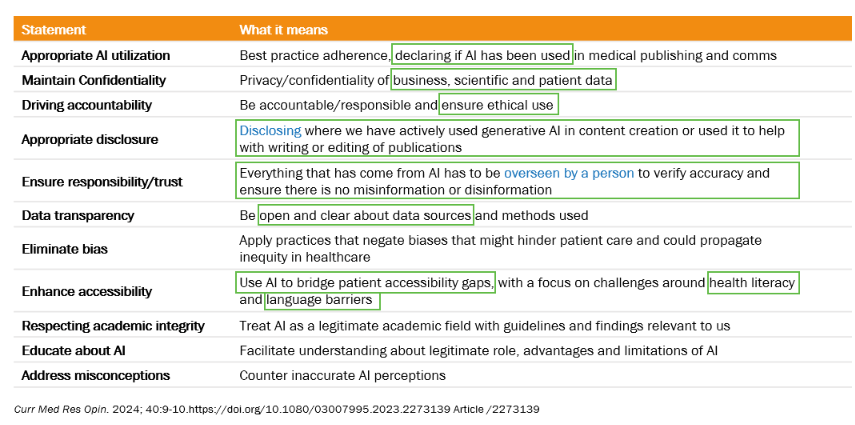 Statement What it means
Appropriate AI utilization Best practice adherence, declaring if AI has been used in medical publishing and comms
Maintain Confidentiality Privacy/confidentiality of business, scientific and patient data
Driving accountability Be accountable/responsible and ensure ethical use
Appropriate disclosure Disclosing where we have actively used generative AI in content creation or used it to help
with writing or editing of publications
Ensure responsibility/trust Everything that has come from AI has to be overseen by a person to verify accuracy and
ensure there is no misinformation or disinformation
Data transparency Be open and clear about data sources and methods used
Eliminate bias Apply practices that negate biases that might hinder patient care and could propagate
inequity in healthcare
Enhance accessibility Use AI to bridge patient accessibility gaps, with a focus on challenges around health literacy
and language barriers
Respecting academic integrity Treat AI as a legitimate academic field with guidelines and findings relevant to us
Educate about AI Facilitate understanding about legitimate role, advantages and limitations of AI
Address misconceptions Counter inaccurate AI perceptions
Curr Med Res Opin. 2024; 40:9-10.https://doi.org/10.1080/03007995.2023.2273139 Article /2273139